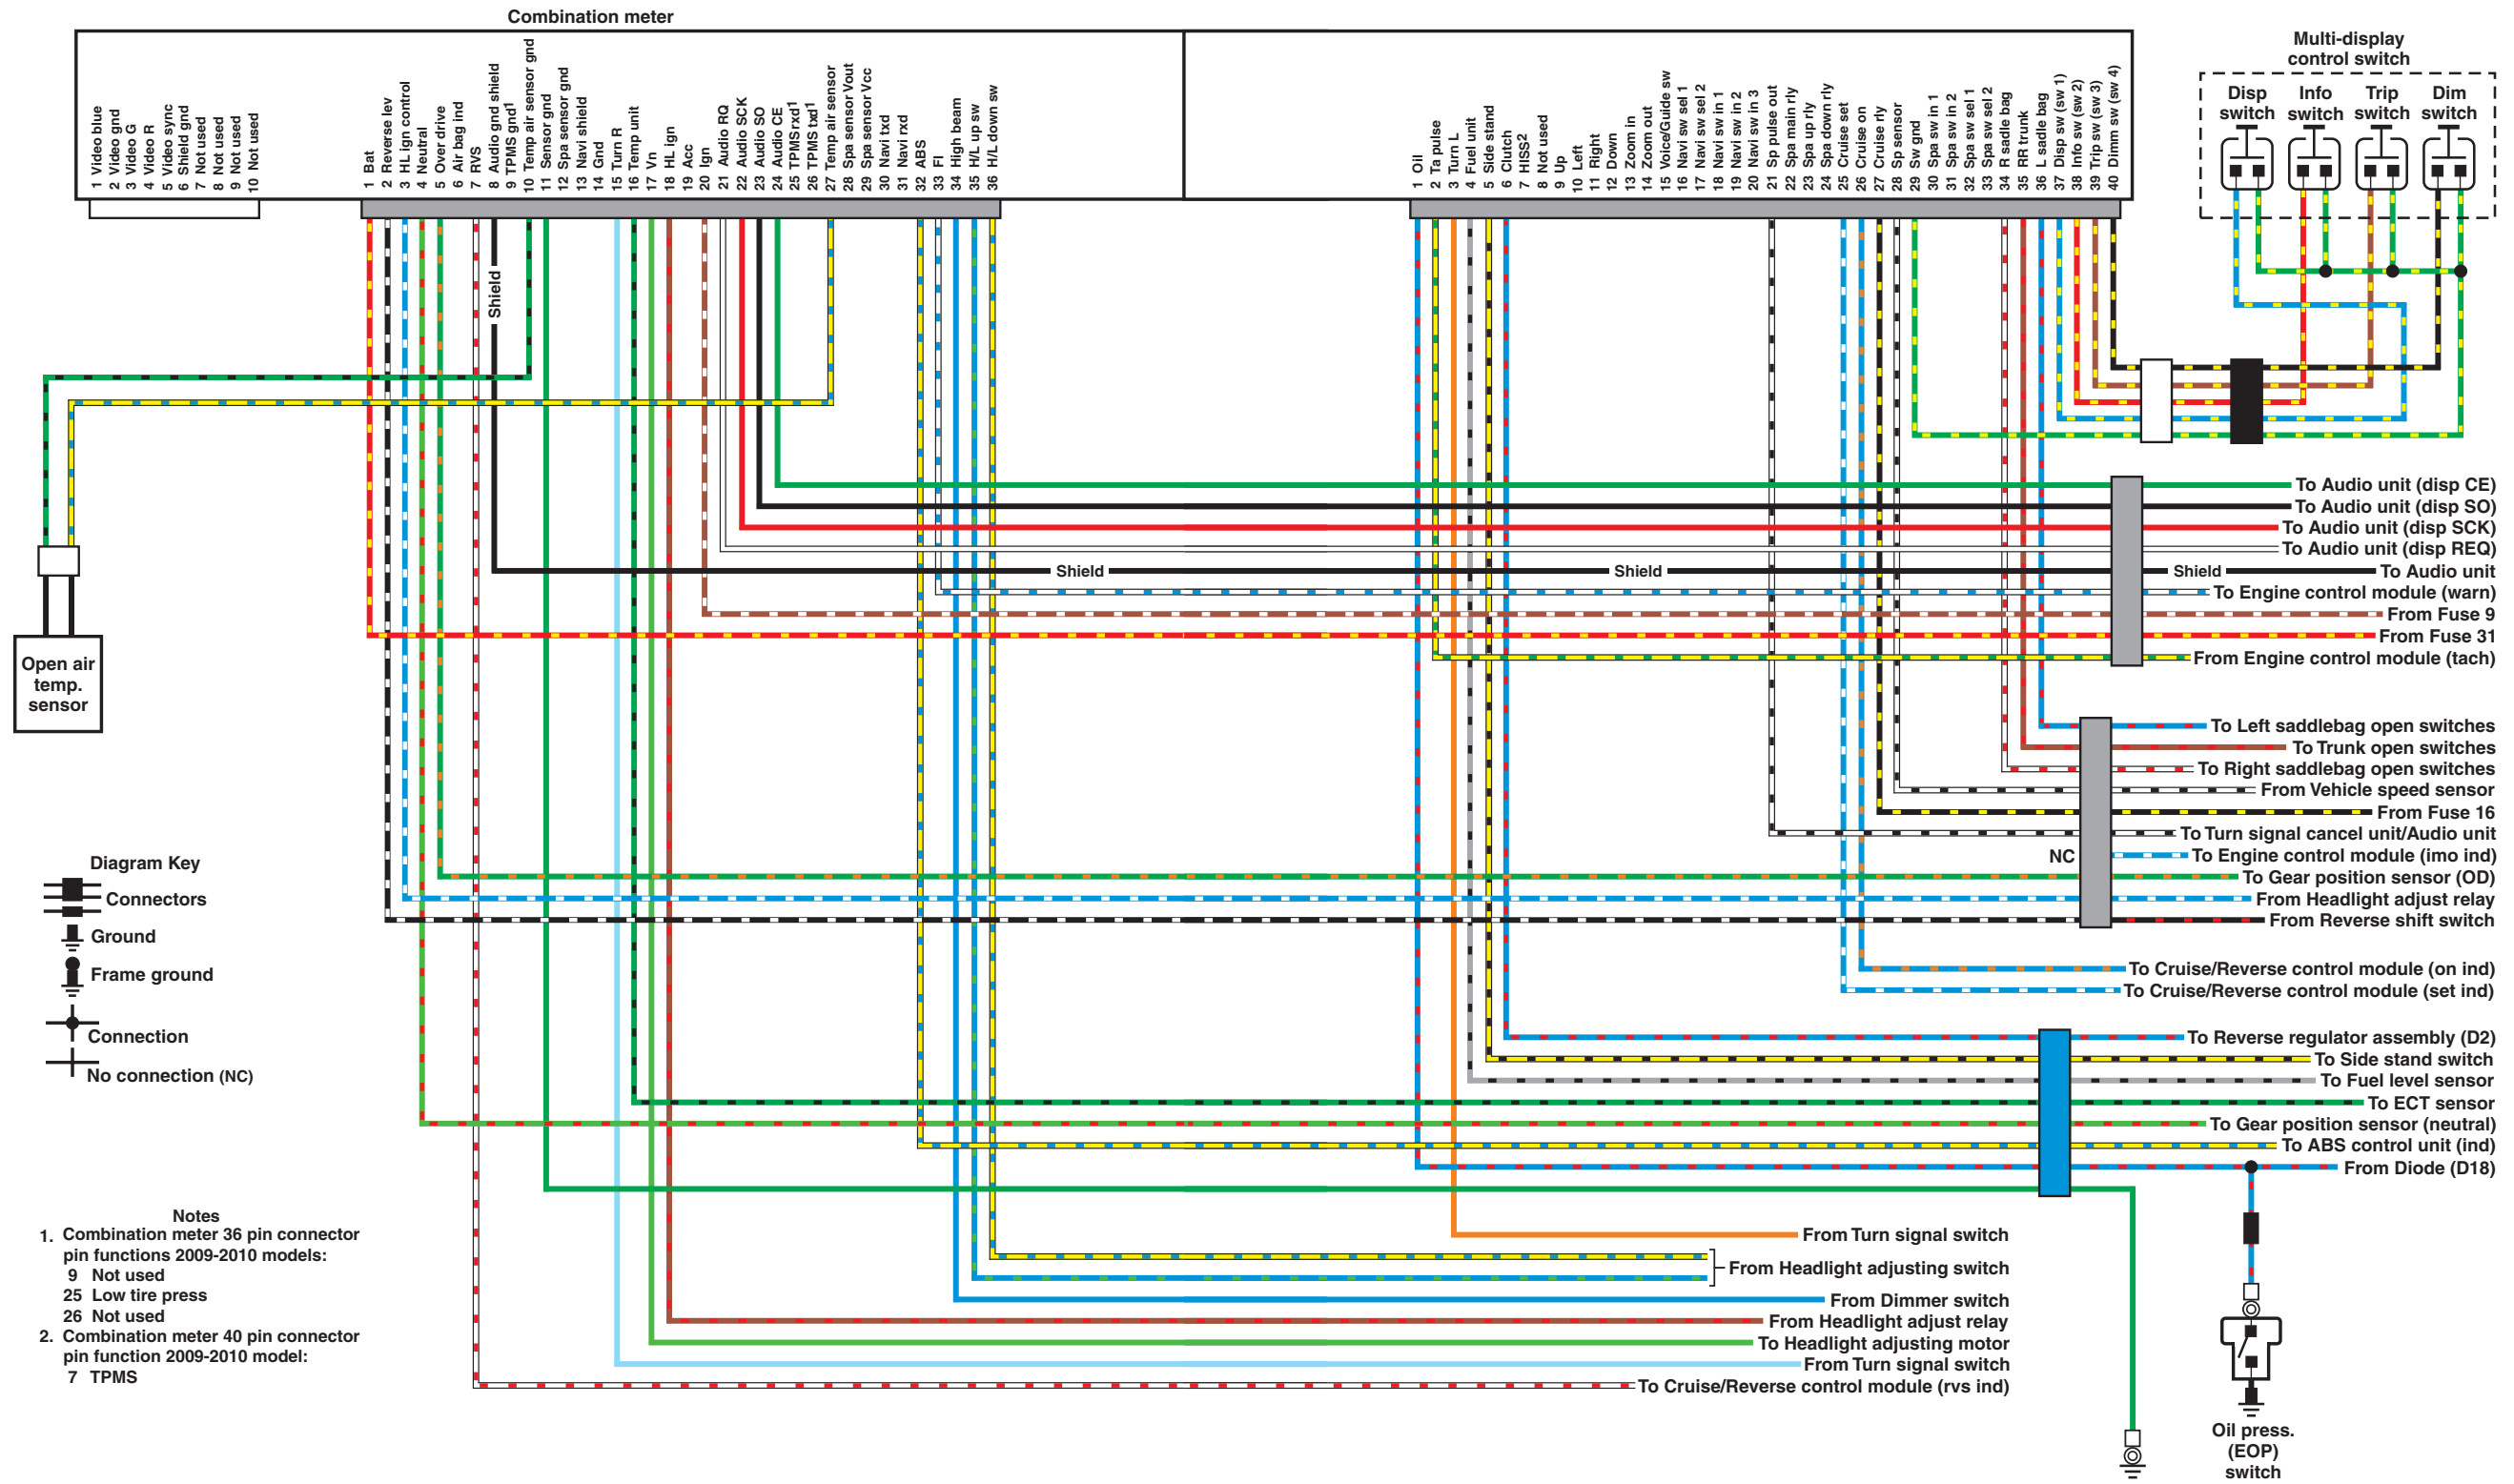 Combination meter
1 Video blue
2 Video gnd
3 Video G
4 Video R
5 Video sync
6 Shield gnd
7 Not used
8 Not used
9 Not used
10 Not used
1 Bat
2 Reverse lev
3 HL ign control
4 Neutral
5 Over drive
6 Air bag ind
7 RVS
8 Audio gnd shield
9 TPMS gnd¹
10 Temp air sensor gnd
11 Sensor gnd
12 Spa sensor gnd
13 Navi shield
14 Gnd
15 Turn R
16 Temp unit
17 Vn
18 HL ign
19 Acc
20 Ign
21 Audio RQ
22 Audio SCK
23 Audio SO
24 Audio CE
25 TPMS rxd¹
26 TPMS txd¹
27 Temp air sensor
28 Spa sensor Vout
29 Spa sensor Vcc
30 Navi txd
31 Navi rxd
32 ABS
33 FI
34 High beam
35 H/L up sw
36 H/L down sw
1 Oil
2 Ta pulse
3 Turn L
4 Fuel unit
5 Side stand
6 Clutch
7 HISS2
8 Not used
9 Up
10 Left
11 Right
12 Down
13 Zoom in
14 Zoom out
15 Voice/Guide sw
16 Navi sw sel 1
17 Navi sw sel 2
18 Navi sw in 1
19 Navi sw in 2
20 Navi sw in 3
21 Sp pulse out
22 Spa main rly
23 Spa up rly
24 Spa down rly
25 Cruise set
26 Cruise on
27 Cruise rly
28 Sp sensor
29 Sw gnd
30 Spa sw in 1
31 Spa sw in 2
32 Spa sw sel 1
33 Spa sw sel 2
34 R sadle bag
35 RR trunk
36 L sadle bag
37 Disp sw (sw 1)
38 Info sw (sw 2)
39 Trip sw (sw 3)
40 Dimm sw (sw 4)
Multi-display
control switch
Disp
switch
Info
switch
Trip
switch
Dim
switch
Shield
To Audio unit (disp CE)
To Audio unit (disp SO)
To Audio unit (disp SCK)
To Audio unit (disp REQ)
Shield
Shield
Shield
To Audio unit
To Engine control module (warn)
From Fuse 9
From Fuse 31
From Engine control module (tach)
Open air
temp.
sensor
To Left saddlebag open switches
To Trunk open switches
To Right saddlebag open switches
From Vehicle speed sensor
From Fuse 16
To Turn signal cancel unit/Audio unit
NC
To Engine control module (imo ind)
To Gear position sensor (OD)
From Headlight adjust relay
From Reverse shift switch
To Cruise/Reverse control module (on ind)
To Cruise/Reverse control module (set ind)
To Reverse regulator assembly (D2)
To Side stand switch
To Fuel level sensor
To ECT sensor
To Gear position sensor (neutral)
To ABS control unit (ind)
From Diode (D18)
Diagram Key
Connectors
Ground
Frame ground
Connection
No connection (NC)
From Turn signal switch
From Headlight adjusting switch
From Dimmer switch
From Headlight adjust relay
To Headlight adjusting motor
From Turn signal switch
To Cruise/Reverse control module (rvs ind)
Notes
1. Combination meter 36 pin connector
pin functions 2009-2010 models:
9 Not used
25 Low tire press
26 Not used
2. Combination meter 40 pin connector
pin function 2009-2010 model:
7 TPMS
Oil press.
(EOP)
switch